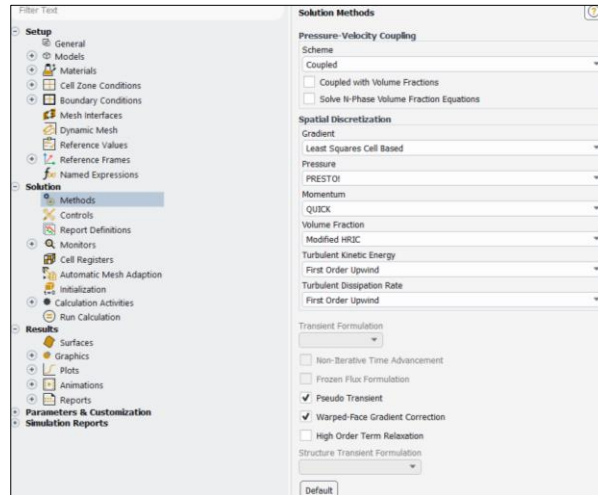 Filter Text
Setup
General
Models
Materials
Cell Zone Conditions
Boundary Conditions
Mesh Interfaces
Dynamic Mesh
Reference Values
Reference Frames
Named Expressions
Solution
Methods
Controls
Report Definitions
Monitors
Cell Registers
Automatic Mesh Adaption
Initialization
Calculation Activities
Run Calculation
Results
Surfaces
Graphics
Plots
Animations
Reports
Parameters & Customization
Simulation Reports
Solution Methods
Pressure-Velocity Coupling
Scheme
Coupled
Coupled with Volume Fractions
Solve N-Phase Volume Fraction Equations
Spatial Discretization
Gradient
Least Squares Cell Based
Pressure
PRESTO!
Momentum
QUICK
Volume Fraction
Modified HRIC
Turbulent Kinetic Energy
First Order Upwind
Turbulent Dissipation Rate
First Order Upwind
Transient Formulation
Non-Iterative Time Advancement
Frozen Flux Formulation
Pseudo Transient
Warped-Face Gradient Correction
High Order Term Relaxation
Structure Transient Formulation
Default